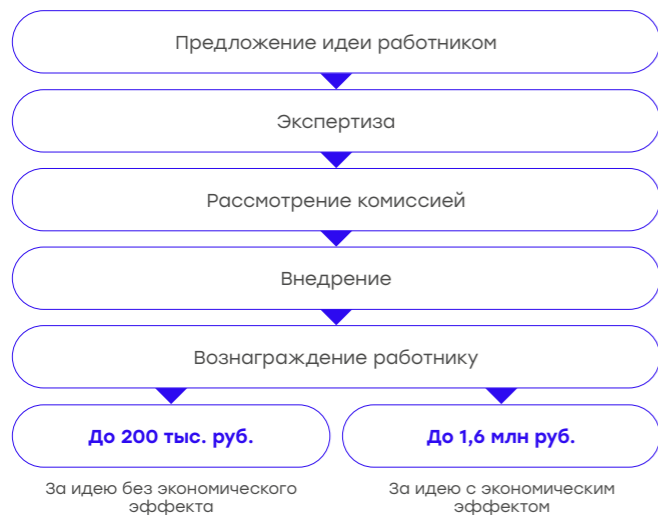 Предложение идеи работником
Экспертиза
Рассмотрение комиссией
Внедрение
Вознаграждение работнику
До 200 тыс. руб.
До 1,6 млн руб.
За идею без экономического
эффекта
За идею с экономическим
эффектом